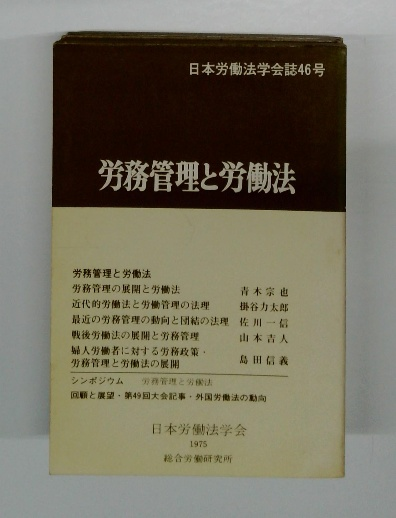 日本労働法学会誌46号
労務管理と労働法
労務管理と労働法
労務管理の展開と労働法　青木宗也
近代的労働法と労働管理の法理　掛谷力太郎
最近の労務管理の動向と団結の法理　佐川一信
戦後労働法の展開と労務管理　山本吉人
婦人労働者に対する労務政策・
労務管理と労働法の展開　島田信義
シンポジウム　労務管理と労働法
回顧と展望・第49回大会記事・外国労働法の動向
日本労働法学会
1975
総合労働研究所